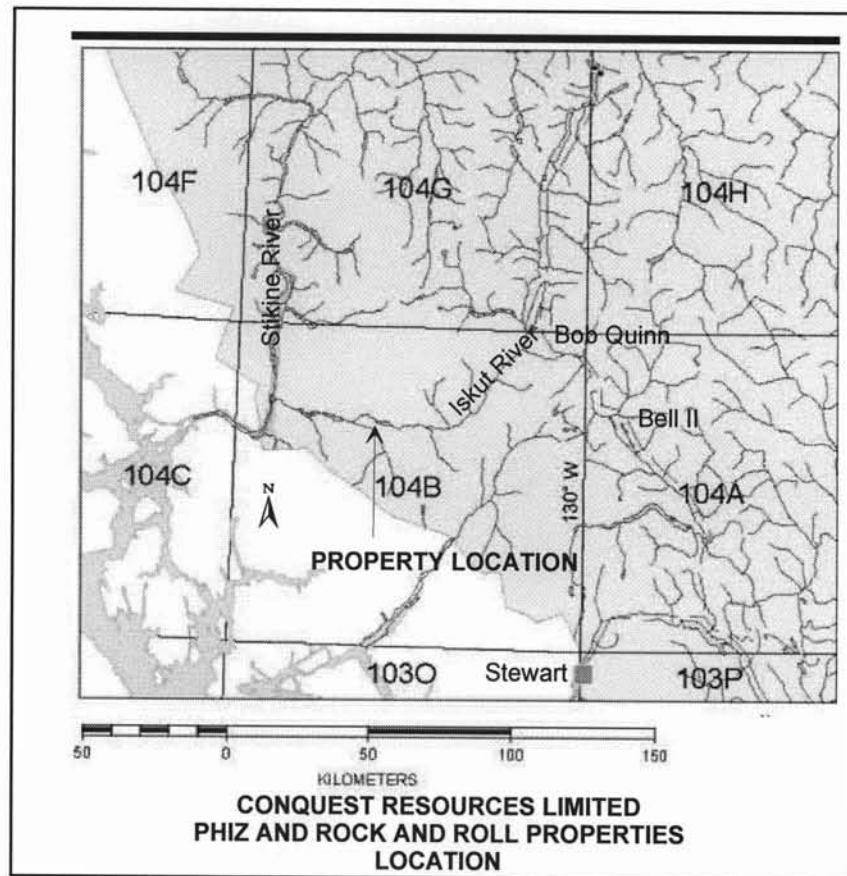 104F
104G
104H
Stikine River
Iskut River
Bob Quinn
Bell II
104C
N
104B
130° W
104A
PROPERTY LOCATION
103O
Stewart
103P
50 0 50 100 150
KILOMETERS
CONQUEST RESOURCES LIMITED
PHIZ AND ROCK AND ROLL PROPERTIES
LOCATION